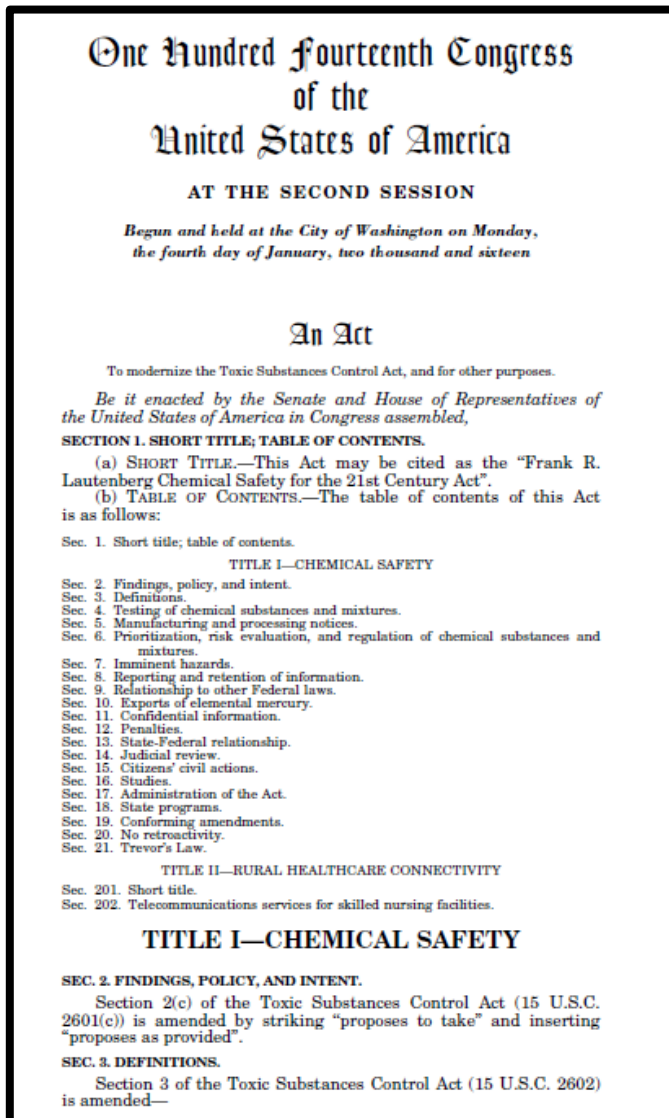 One Hundred Fourteenth Congress
of the
United States of America
AT THE SECOND SESSION
Begun and held at the City of Washington on Monday,
the fourth day of January, two thousand and sixteen
An Act
To modernize the Toxic Substances Control Act, and for other purposes.
Be it enacted by the Senate and House of Representatives of
the United States of America in Congress assembled,
SECTION 1. SHORT TITLE; TABLE OF CONTENTS.
(a) SHORT TITLE.—This Act may be cited as the “Frank R.
Lautenberg Chemical Safety for the 21st Century Act”.
(b) TABLE OF CONTENTS.—The table of contents of this Act
is as follows:
Sec. 1. Short title; table of contents.
TITLE I—CHEMICAL SAFETY
Sec. 2. Findings, policy, and intent.
Sec. 3. Definitions.
Sec. 4. Testing of chemical substances and mixtures.
Sec. 5. Manufacturing and processing notices.
Sec. 6. Prioritization, risk evaluation, and regulation of chemical substances and
mixtures.
Sec. 7. Imminent hazards.
Sec. 8. Reporting and retention of information.
Sec. 9. Relationship to other Federal laws.
Sec. 10. Exports of elemental mercury.
Sec. 11. Confidential information.
Sec. 12. Penalties.
Sec. 13. State-Federal relationship.
Sec. 14. Judicial review.
Sec. 15. Citizens’ civil actions.
Sec. 16. Studies.
Sec. 17. Administration of the Act.
Sec. 18. State programs.
Sec. 19. Conforming amendments.
Sec. 20. No retroactivity.
Sec. 21. Trevor’s Law.
TITLE II—RURAL HEALTHCARE CONNECTIVITY
Sec. 201. Short title.
Sec. 202. Telecommunications services for skilled nursing facilities.
TITLE I—CHEMICAL SAFETY
SEC. 2. FINDINGS, POLICY, AND INTENT.
Section 2(c) of the Toxic Substances Control Act (15 U.S.C.
2601(c)) is amended by striking “proposes to take” and inserting
“proposes as provided”.
SEC. 3. DEFINITIONS.
Section 3 of the Toxic Substances Control Act (15 U.S.C. 2602)
is amended—